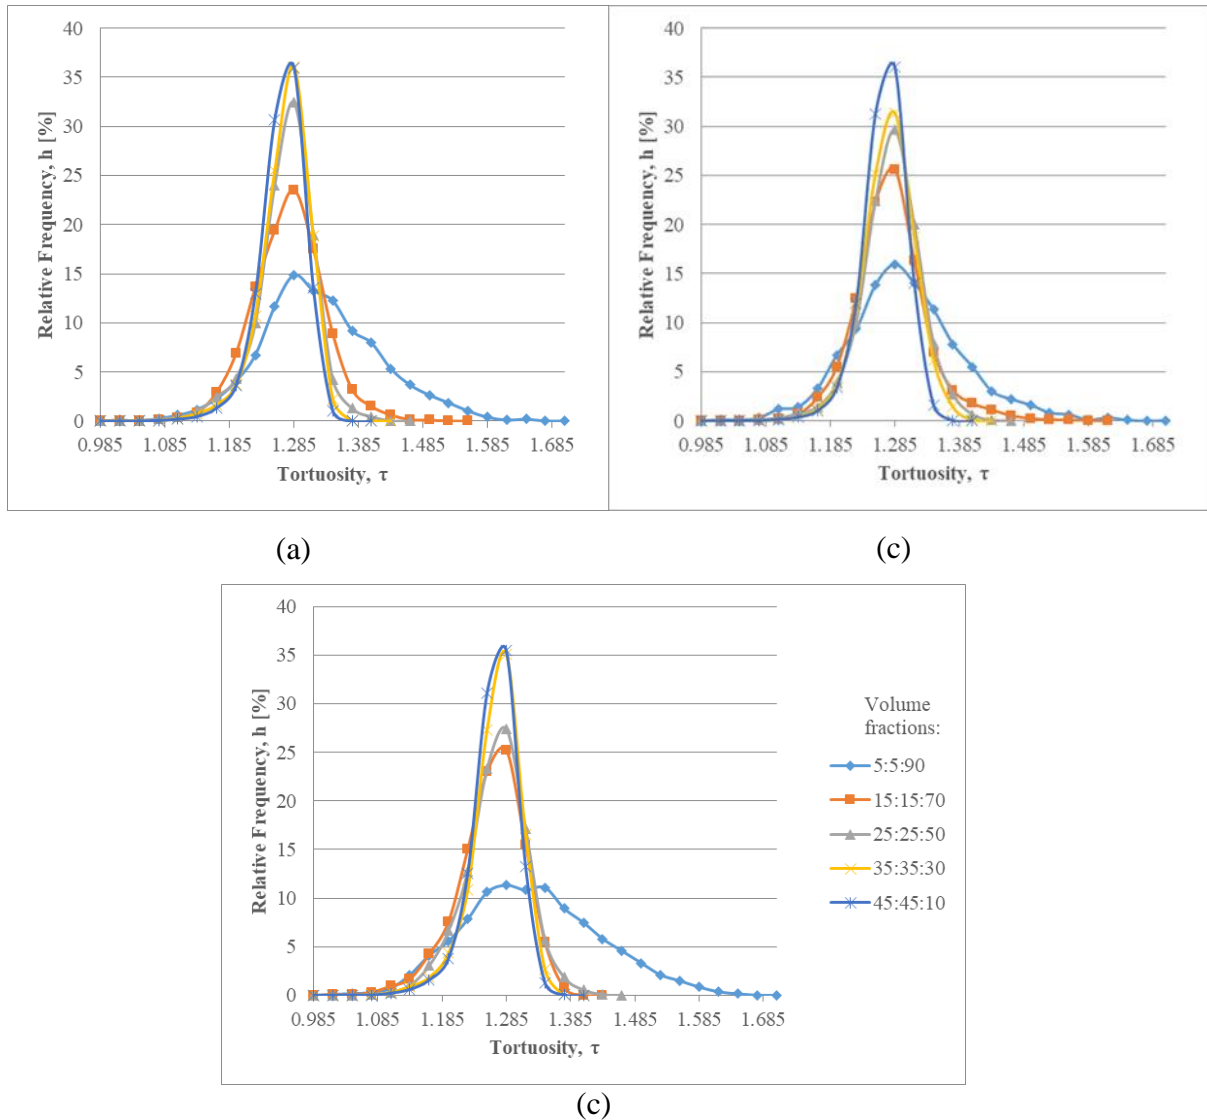 40
35
30
25
20
15
10
5
0
Relative Frequency, h [%]
0.985 1.085 1.185 1.285 1.385 1.485 1.585 1.685
Tortuosity, τ
(a)
40
35
30
25
20
15
10
5
0
Relative Frequency, h [%]
0.985 1.085 1.185 1.285 1.385 1.485 1.585 1.685
Tortuosity, τ
(c)
40
35
30
25
20
15
10
5
0
Relative Frequency, h [%]
0.985 1.085 1.185 1.285 1.385 1.485 1.585 1.685
Tortuosity, τ
Volume
fractions:
5:5:90
15:15:70
25:25:50
35:35:30
45:45:10
(c)